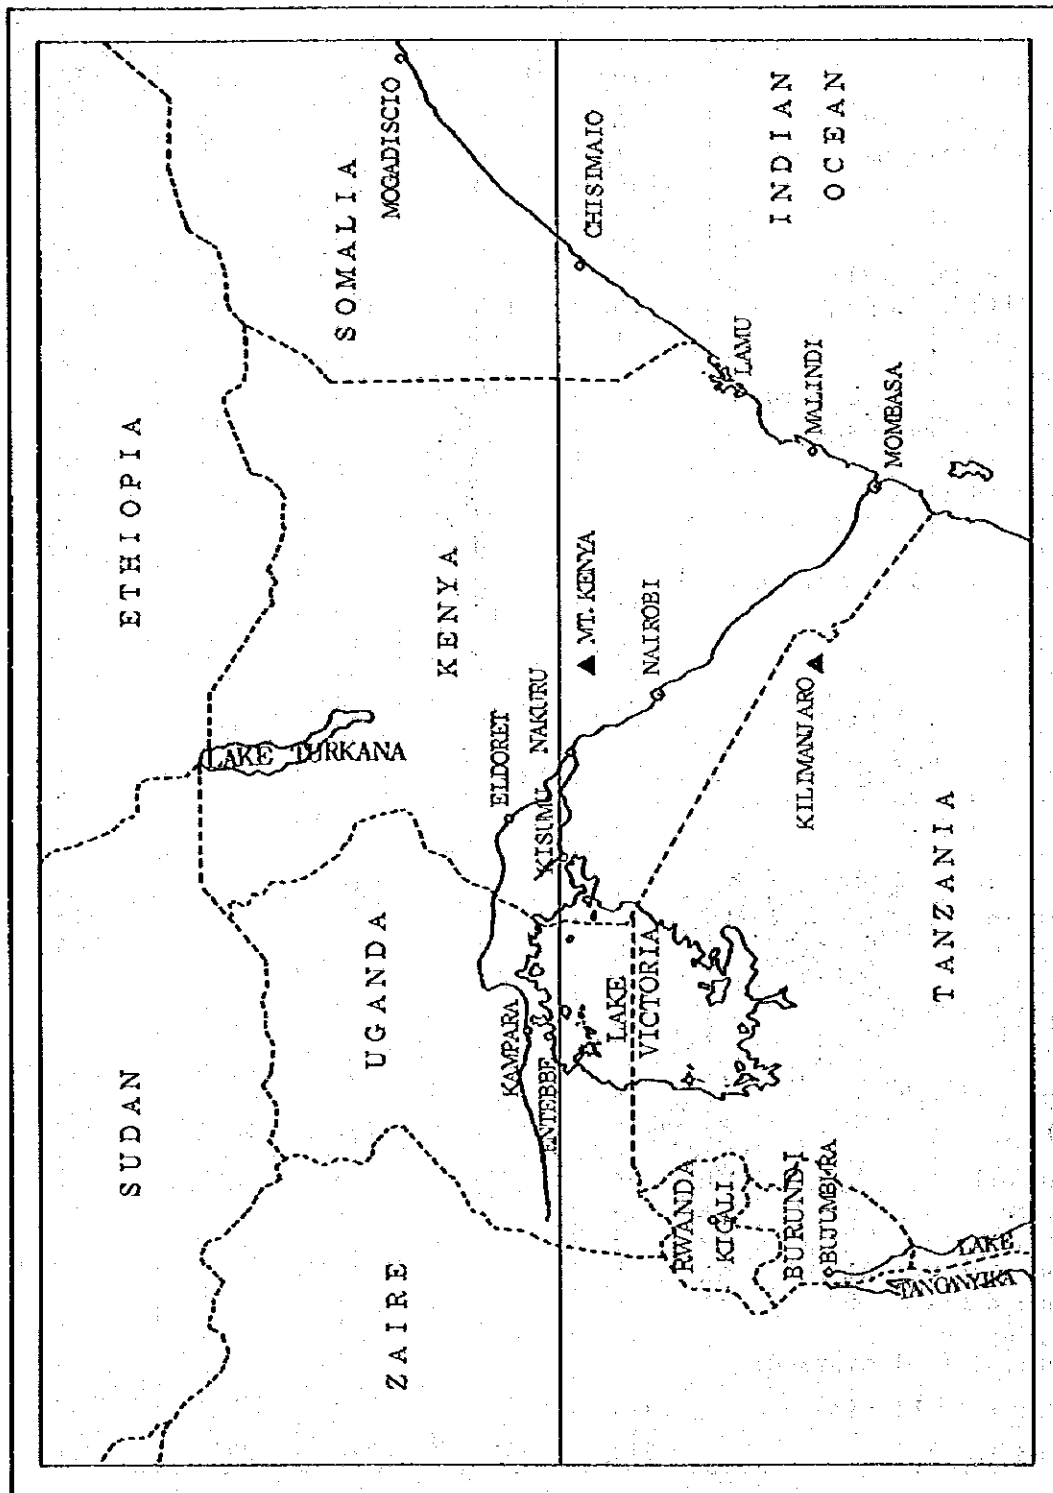 SUDAN
ETHIOPIA
SOMALIA
MOGADISCIO
LAKE TURKANA
ZAIRE
UGANDA
KENYA
ELDORET
KAMPARA
ENTEBBE
KISUMU
NAKURU
MT. KENYA
CHISIMAIO
LAKE
VICTORIA
NAIROBI
RWANDA
KIGALI
BURUNDI
BUJUMBURA
LAMU
MALINDI
MOMBASA
KILIMANJARO
INDIAN
OCEAN
TANZANIA
LAKE
TANGANYIKA